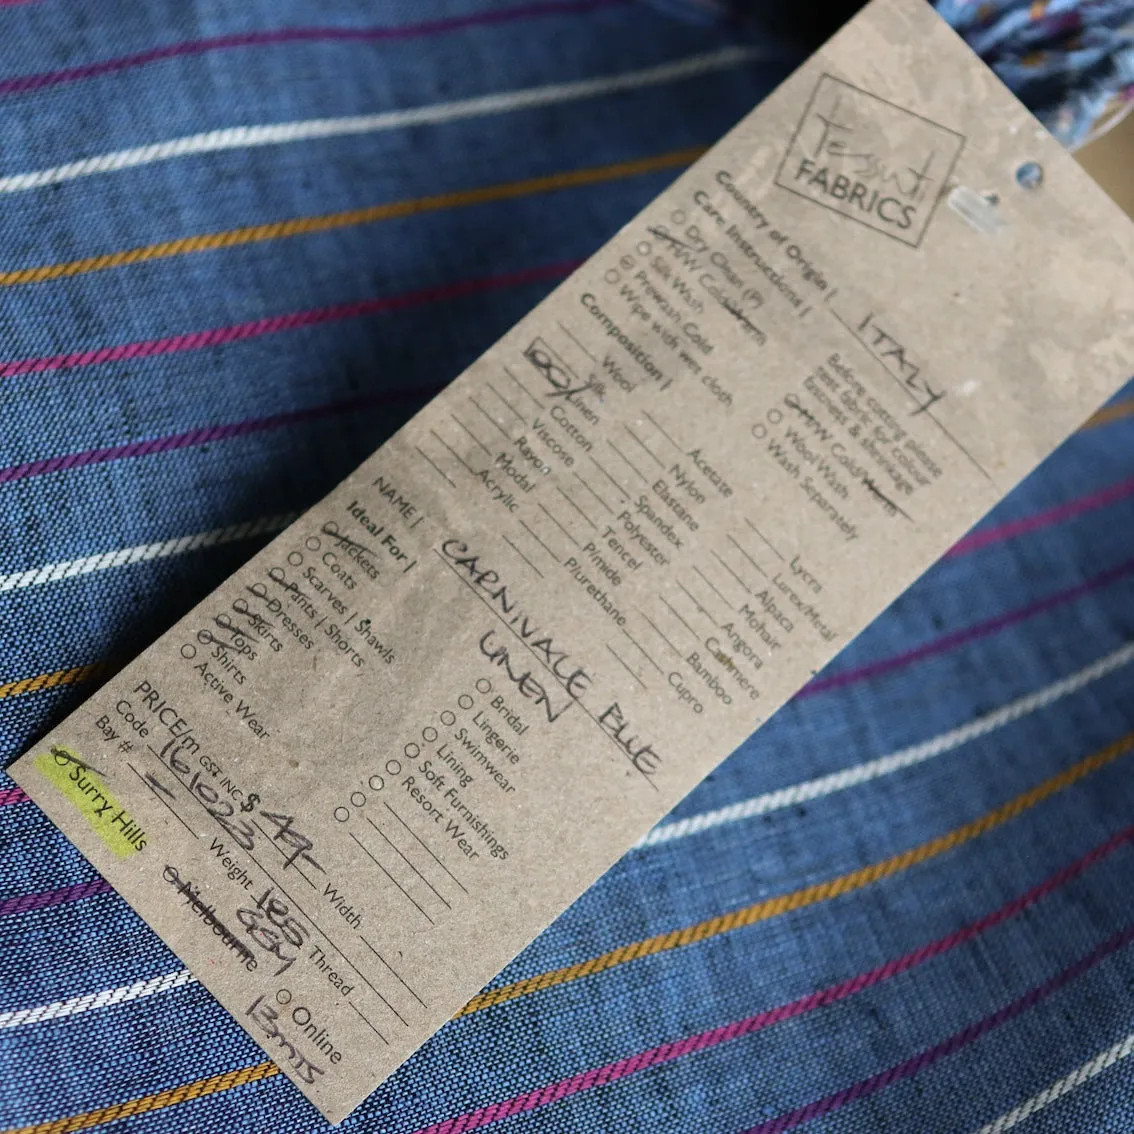 Tessuti
FABRICS
Country of Origin | ITALY
Care Instructions |
Dry Clean (P)
M/W Cold/Warm
Silk Wash
Prewash Cold
Wipe with wet cloth
Before cutting please
test fabric for colour
fastness & shrinkage
H/W Cold/Warm
Wool Wash
Wash Separately
Composition |
Wool
Silk
100% Linen
Cotton
Viscose
Rayon
Modal
Acrylic
Acetate
Nylon
Elastane
Spandex
Polyester
Tencel
P/mide
P/urethane
Lycra
Lurex/Metal
Alpaca
Mohair
Angora
Cashmere
Bamboo
Cupro
NAME | CARNIVALE BLUE
LINEN
Ideal For |
Jackets
Coats
Scarves | Shawls
Pants | Shorts
Dresses
Skirts
Tops
Shirts
Active Wear
Bridal
Lingerie
Swimwear
Lining
Soft Furnishings
Resort Wear
PRICE/m GST INC $ 49-
Width
Code 161023
Weight 185
GSM
Thread
Bay # -
Surry Hills
Melbourne
Online
13mts